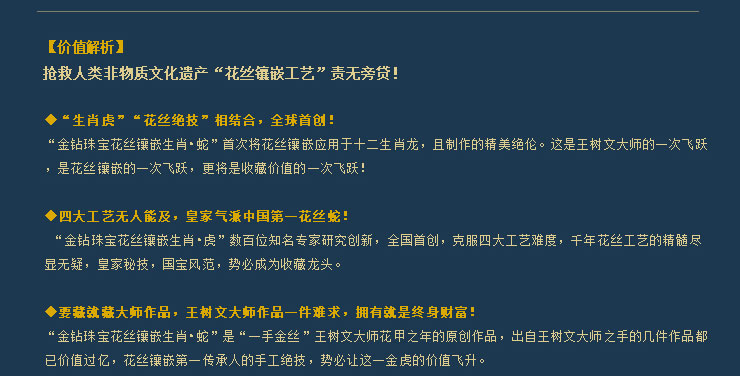 【价值解析】
抢救人类非物质文化遗产“花丝镶嵌工艺”责无旁贷！
◆“生肖虎”“花丝绝技”相结合，全球首创！
“金钻珠宝花丝镶嵌生肖·蛇”首次将花丝镶嵌应用于十二生肖龙，且制作的精美绝伦。这是王树文大师的一次飞跃
，是花丝镶嵌的一次飞跃，更将是收藏价值的一次飞跃！
◆四大工艺无人能及，皇家气派中国第一花丝蛇！
“金钻珠宝花丝镶嵌生肖·虎”数百位知名专家研究创新，全国首创，克服四大工艺难度，千年花丝工艺的精髓尽
显无疑，皇家秘技，国宝风范，势必成为收藏龙头。
◆要藏就藏大师作品，王树文大师作品一件难求，拥有就是终身财富！
“金钻珠宝花丝镶嵌生肖·蛇”是“一手金丝”王树文大师花甲之年的原创作品，出自王树文大师之手的几件作品都
已价值过亿，花丝镶嵌第一传承人的手工绝技，势必让这一金虎的价值飞升。